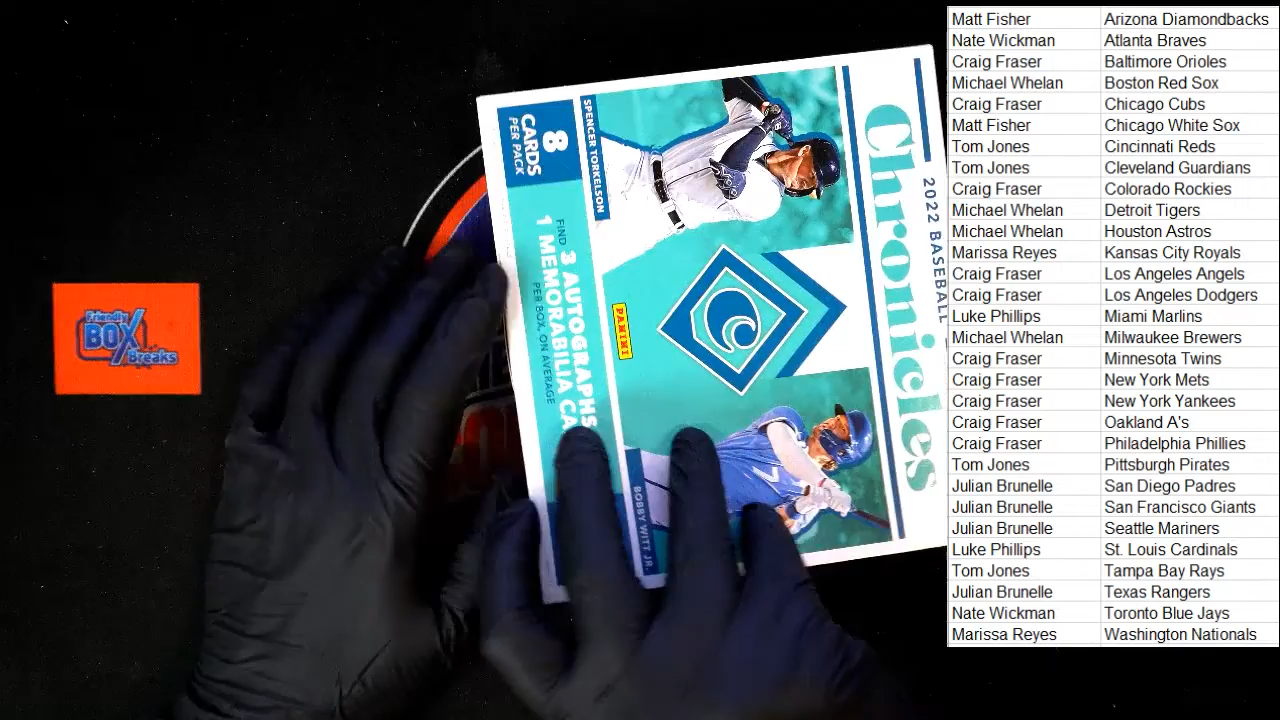 Friendly
BOX
Breaks
8
CARDS
PER PACK
SPENCER TORKELSON
FIND 3 AUTOGRAPHS
1 MEMORABILIA CA
PER BOX, ON AVERAGE
PANINI
BOBBY WITT JR.
2022 BASEBALL
Chronicles
Matt Fisher Arizona Diamondbacks
Nate Wickman Atlanta Braves
Craig Fraser Baltimore Orioles
Michael Whelan Boston Red Sox
Craig Fraser Chicago Cubs
Matt Fisher Chicago White Sox
Tom Jones Cincinnati Reds
Tom Jones Cleveland Guardians
Craig Fraser Colorado Rockies
Michael Whelan Detroit Tigers
Michael Whelan Houston Astros
Marissa Reyes Kansas City Royals
Craig Fraser Los Angeles Angels
Craig Fraser Los Angeles Dodgers
Luke Phillips Miami Marlins
Michael Whelan Milwaukee Brewers
Craig Fraser Minnesota Twins
Craig Fraser New York Mets
Craig Fraser New York Yankees
Craig Fraser Oakland A's
Craig Fraser Philadelphia Phillies
Tom Jones Pittsburgh Pirates
Julian Brunelle San Diego Padres
Julian Brunelle San Francisco Giants
Julian Brunelle Seattle Mariners
Luke Phillips St. Louis Cardinals
Tom Jones Tampa Bay Rays
Julian Brunelle Texas Rangers
Nate Wickman Toronto Blue Jays
Marissa Reyes Washington Nationals